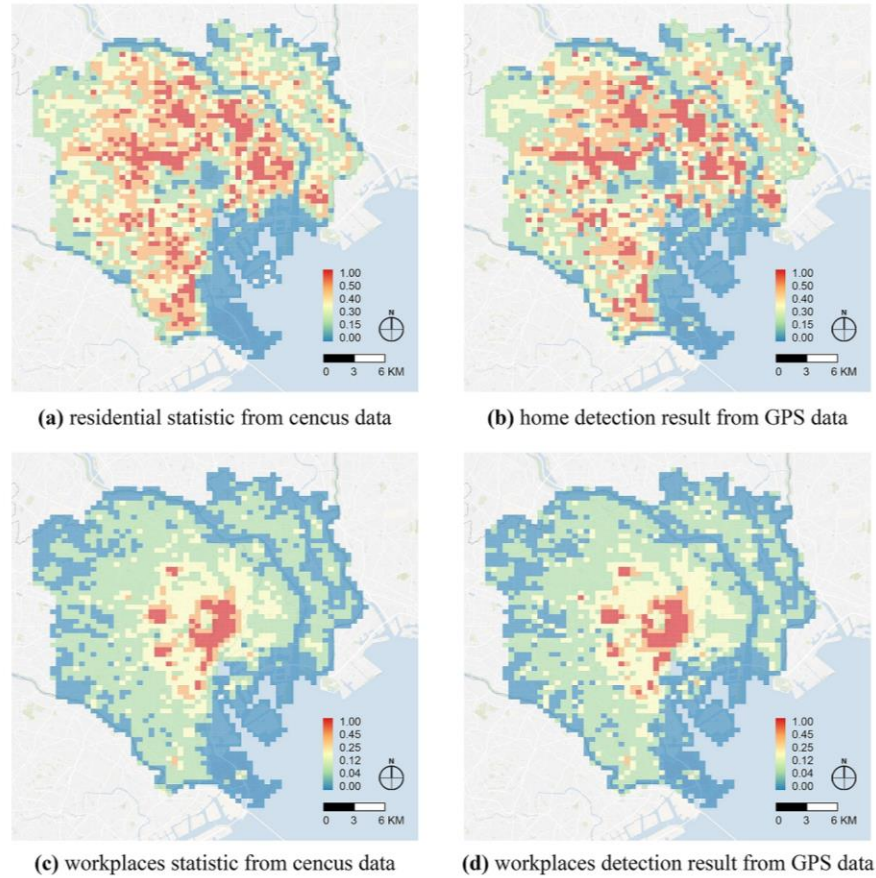 1.00
0.50
0.40
0.30
0.15
0.00
N
0 3 6 KM
(a) residential statistic from cencus data
1.00
0.50
0.40
0.30
0.15
0.00
N
0 3 6 KM
(b) home detection result from GPS data
1.00
0.45
0.25
0.12
0.04
0.00
N
0 3 6 KM
(c) workplaces statistic from cencus data
1.00
0.45
0.25
0.12
0.04
0.00
N
0 3 6 KM
(d) workplaces detection result from GPS data